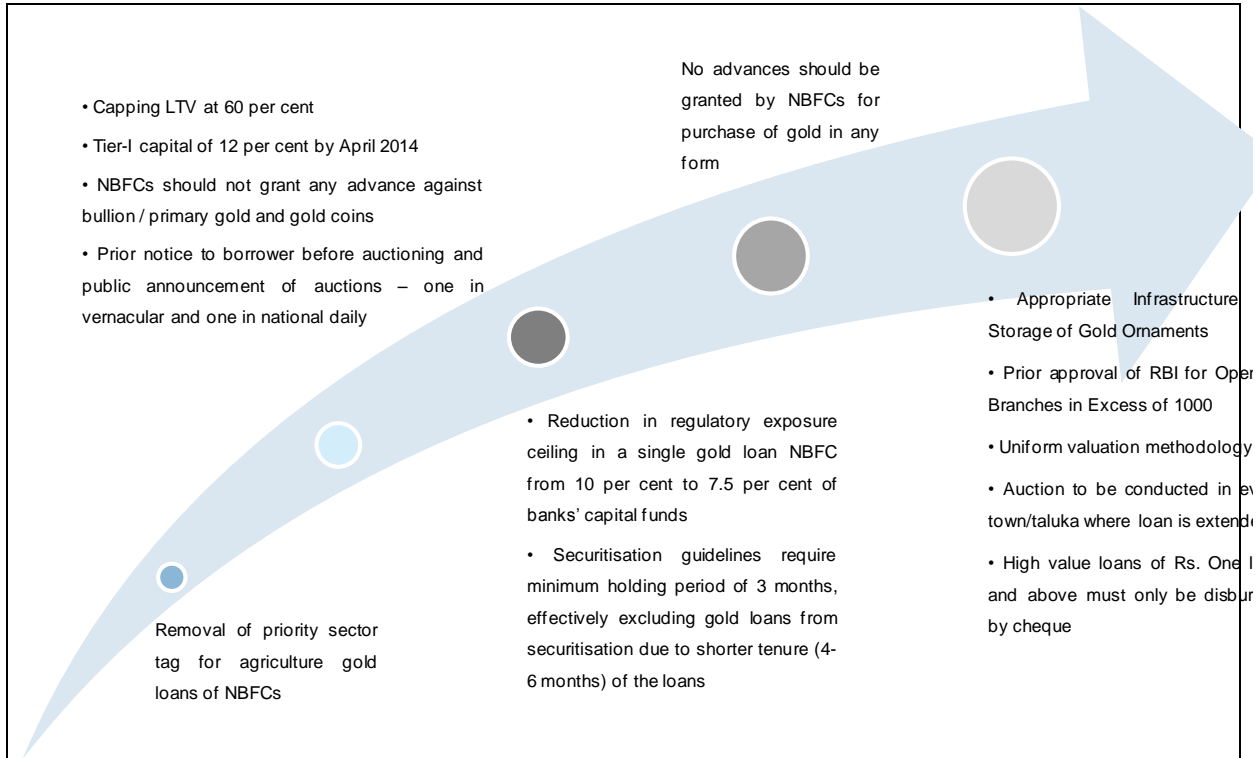 • Capping LTV at 60 per cent
• Tier-I capital of 12 per cent by April 2014
• NBFCs should not grant any advance against
bullion / primary gold and gold coins
• Prior notice to borrower before auctioning and
public announcement of auctions – one in
vernacular and one in national daily
No advances should be
granted by NBFCs for
purchase of gold in any
form
Removal of priority sector
tag for agriculture gold
loans of NBFCs
• Reduction in regulatory exposure
ceiling in a single gold loan NBFC
from 10 per cent to 7.5 per cent of
banks’ capital funds
• Securitisation guidelines require
minimum holding period of 3 months,
effectively excluding gold loans from
securitisation due to shorter tenure (4-
6 months) of the loans
• Appropriate Infrastructure
Storage of Gold Ornaments
• Prior approval of RBI for
Branches in Excess of 1000
• Uniform valuation methodology
• Auction to be conducted in
town/taluka where loan is
• High value loans of Rs. One
and above must only be
by cheque